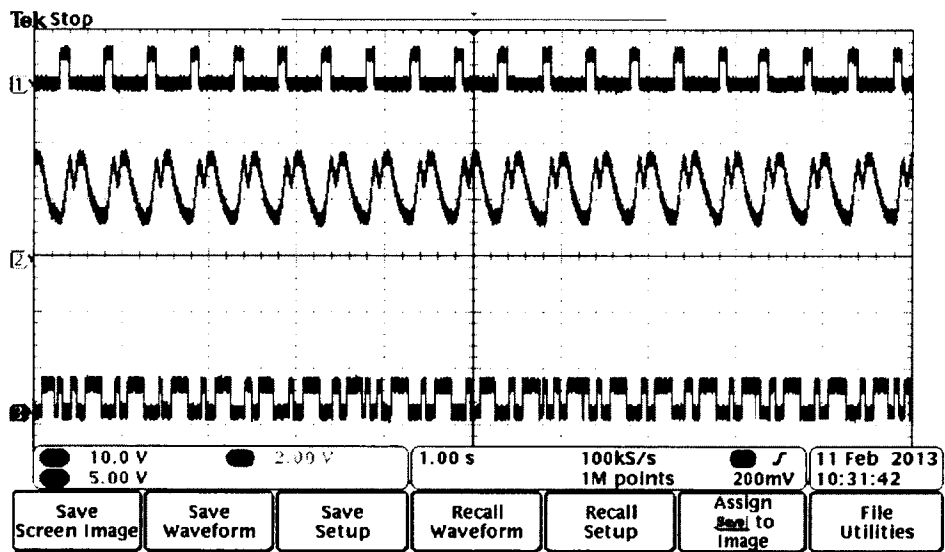 Tek Stop
1
2
3
10.0 V 2.00 V
5.00 V
1.00 s 100kS/s
1M points 200mV
11 Feb 2013
10:31:42
Save Screen Image
Save Waveform
Save Setup
Recall Waveform
Recall Setup
Assign Save to Image
File Utilities